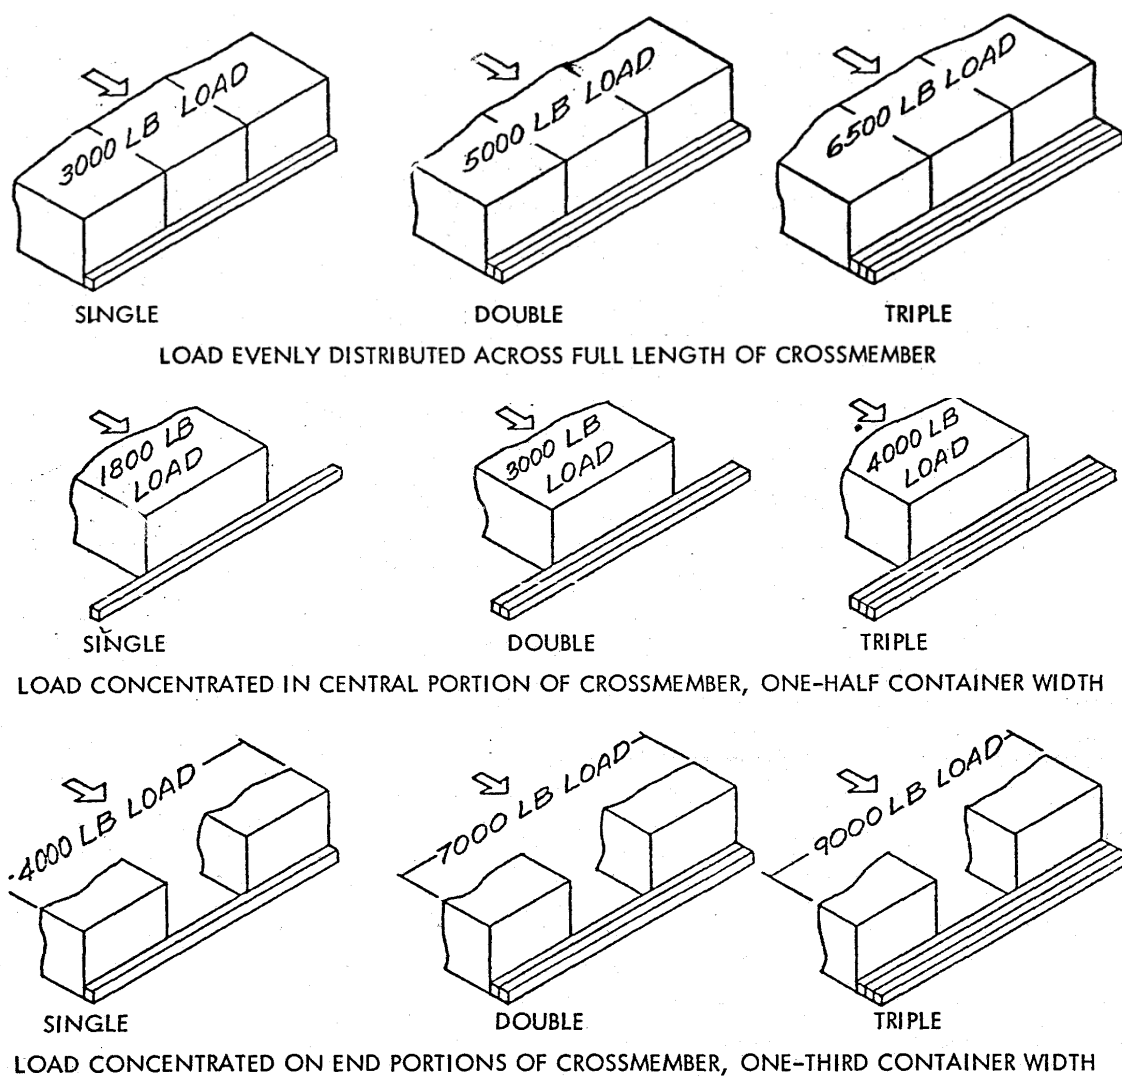 3000 LB LOAD
5000 LB LOAD
6500 LB LOAD
SINGLE
DOUBLE
TRIPLE
LOAD EVENLY DISTRIBUTED ACROSS FULL LENGTH OF CROSSMEMBER
1800 LB
LOAD
3000 LB
LOAD
4000 LB
LOAD
SINGLE
DOUBLE
TRIPLE
LOAD CONCENTRATED IN CENTRAL PORTION OF CROSSMEMBER, ONE-HALF CONTAINER WIDTH
4000 LB LOAD
7000 LB LOAD
9000 LB LOAD
SINGLE
DOUBLE
TRIPLE
LOAD CONCENTRATED ON END PORTIONS OF CROSSMEMBER, ONE-THIRD CONTAINER WIDTH